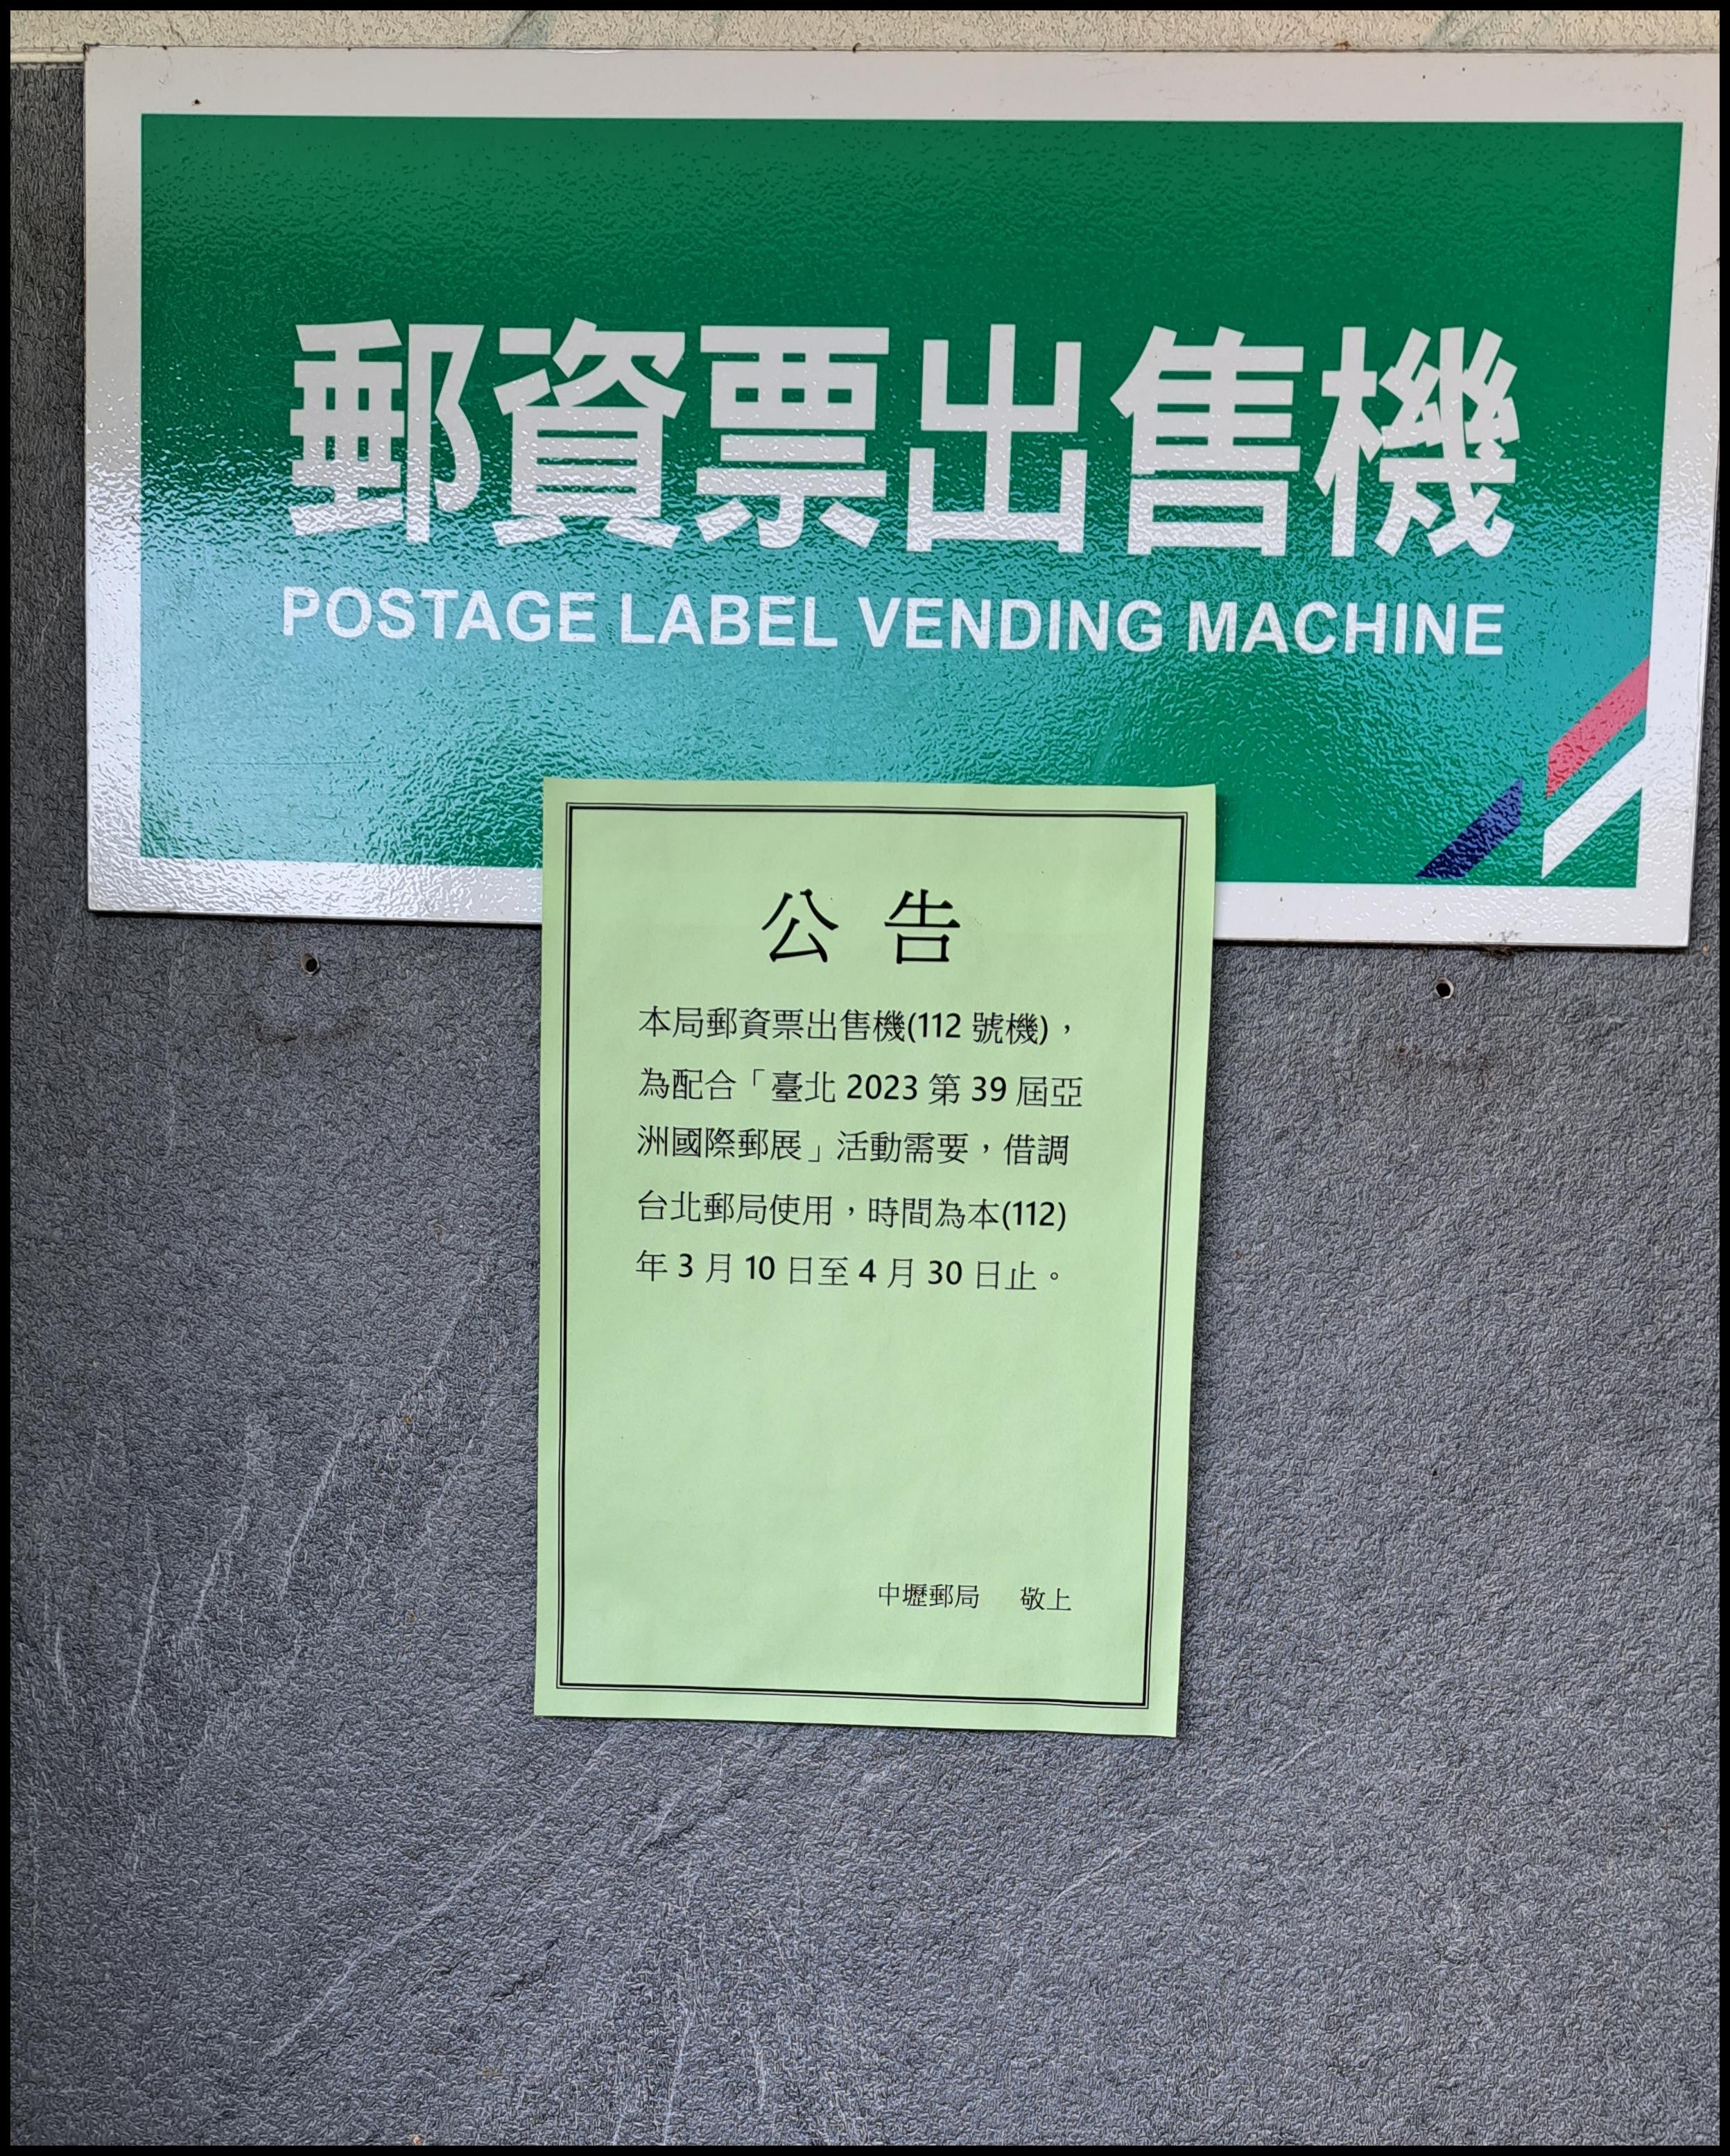 郵資票出售機
POSTAGE LABEL VENDING MACHINE
公告
本局郵資票出售機(112 號機)，
為配合「臺北 2023 第 39 屆亞
洲國際郵展」活動需要，借調
台北郵局使用，時間為本(112)
年 3 月 10 日至 4 月 30 日止。
中壢郵局 敬上